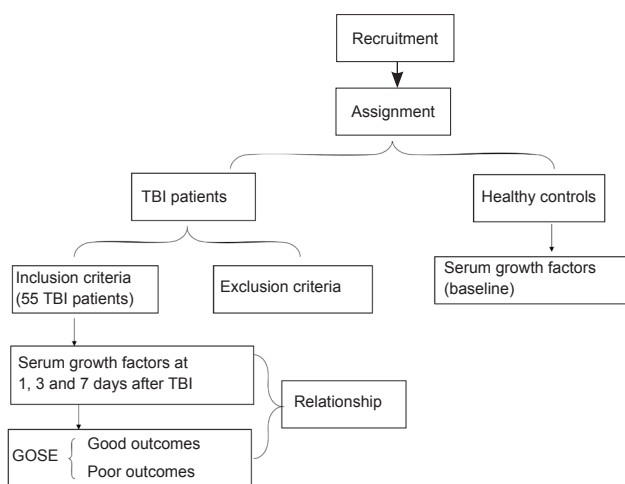 Recruitment
Assignment
TBI patients
Healthy controls
Inclusion criteria
(55 TBI patients)
Exclusion criteria
Serum growth factors
(baseline)
Serum growth factors at
1, 3 and 7 days after TBI
Relationship
GOSE
Good outcomes
Poor outcomes